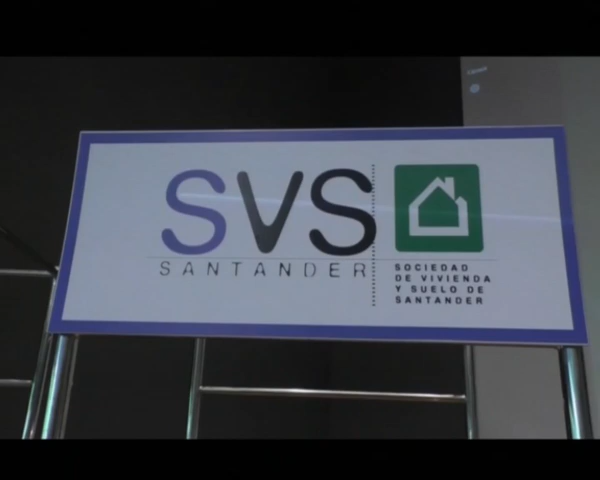 SVS
SANTANDER
SOCIEDAD
DE VIVIENDA
Y SUELO DE
SANTANDER